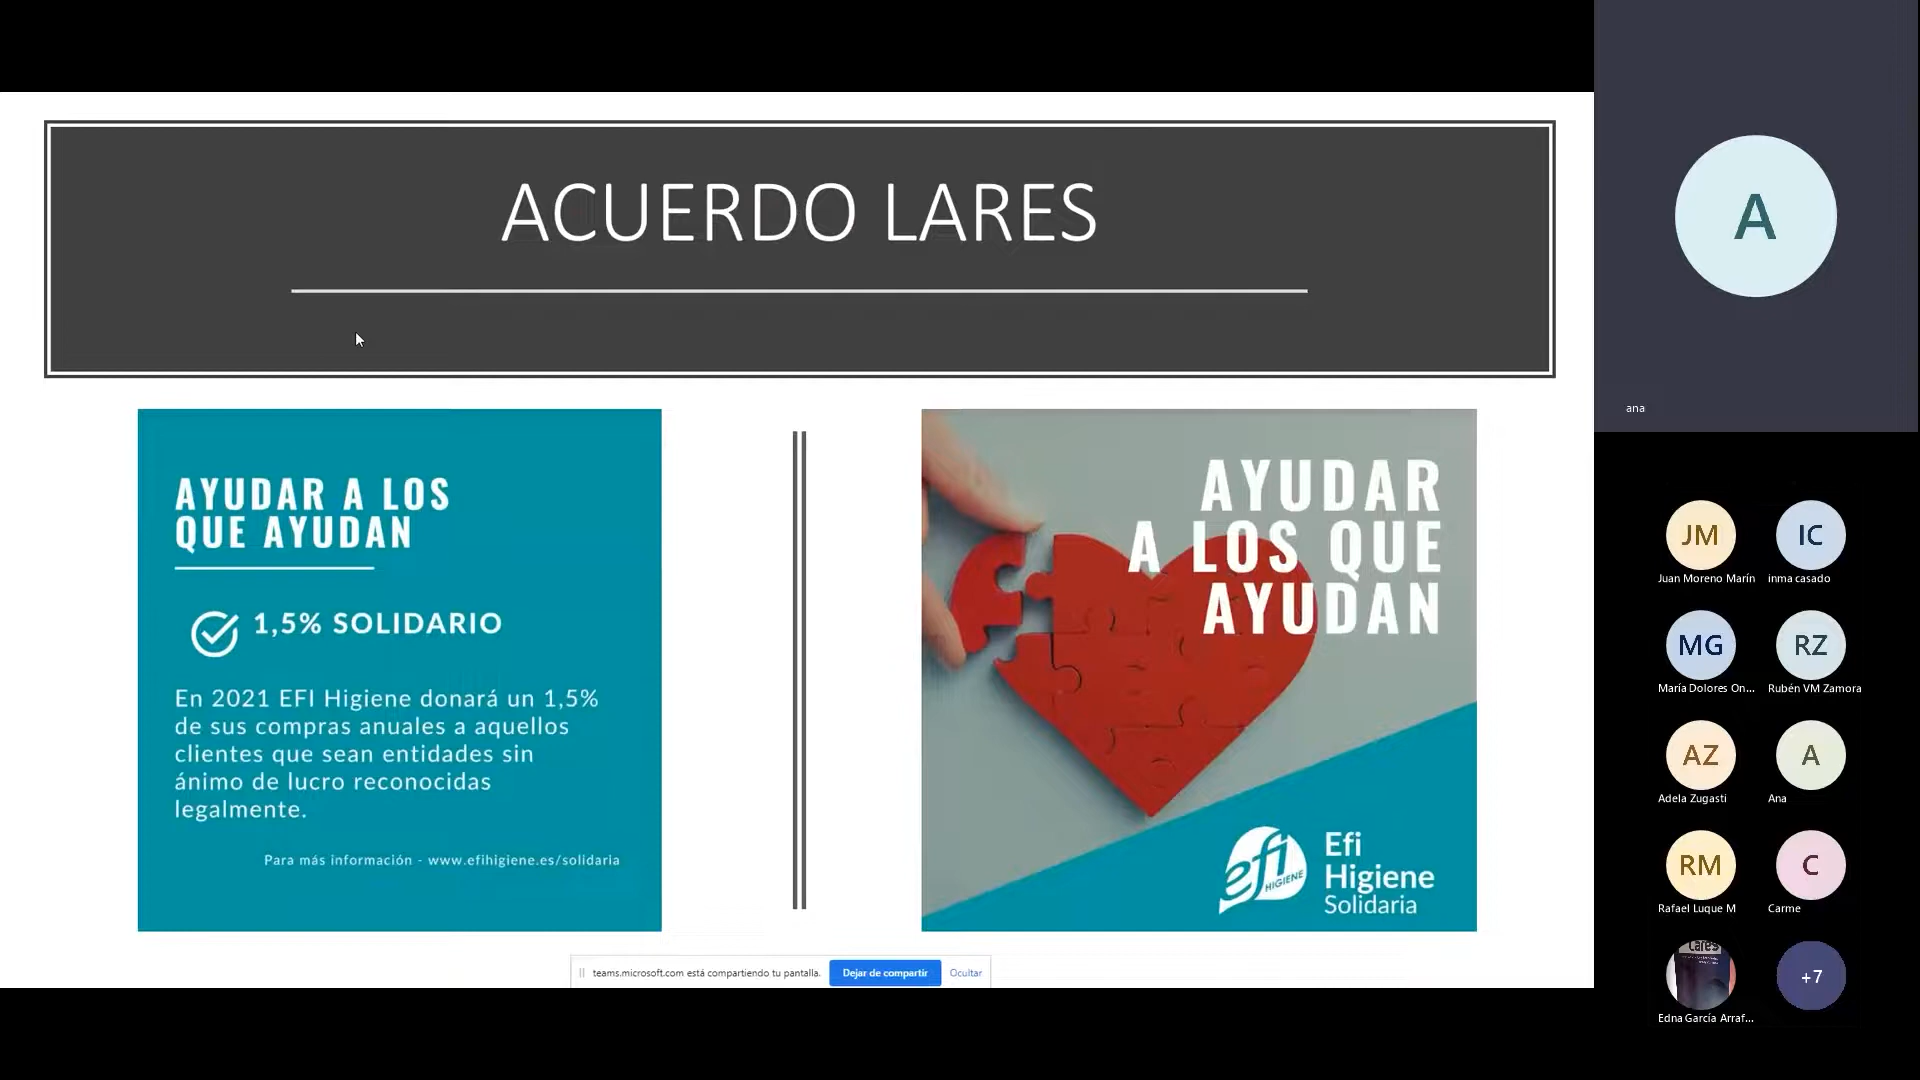 ACUERDO LARES
AYUDAR A LOS
QUE AYUDAN
1,5% SOLIDARIO
En 2021 EFI Higiene donará un 1,5%
de sus compras anuales a aquellos
clientes que sean entidades sin
ánimo de lucro reconocidas
legalmente.
Para más información - www.efihigiene.es/solidaria
AYUDAR
A LOS QUE
AYUDAN
efi
HIGIENE
Efi
Higiene
Solidaria
teams.microsoft.com está compartiendo tu pantalla.
Dejar de compartir
Ocultar
A
ana
JM
IC
Juan Moreno Marín
inma casado
MG
RZ
María Dolores On...
Rubén VM Zamora
AZ
A
Adela Zugasti
Ana
RM
C
Rafael Luque M
Carme
Lares
+7
Edna García Arraf...